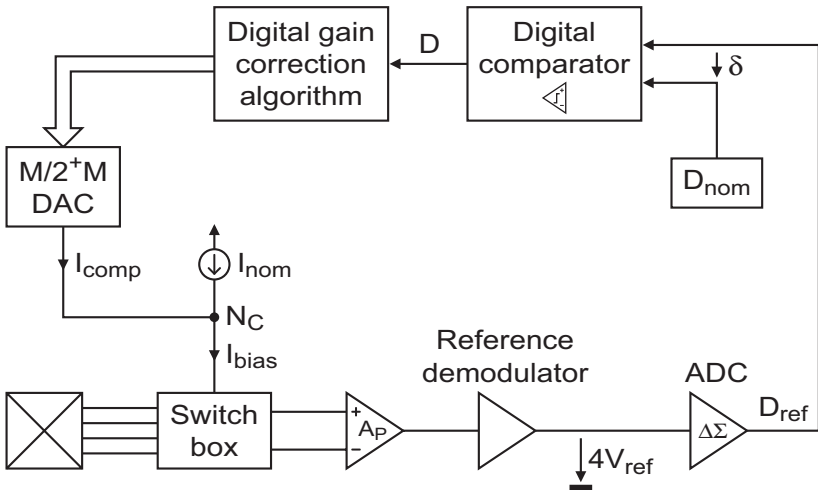 Digital gain
correction
algorithm
D
Digital
comparator
δ
M/2+M
DAC
Dnom
Icomp
Inom
NC
Ibias
Reference
demodulator
ADC
Switch
box
+
AP
−
ΔΣ
Dref
4Vref